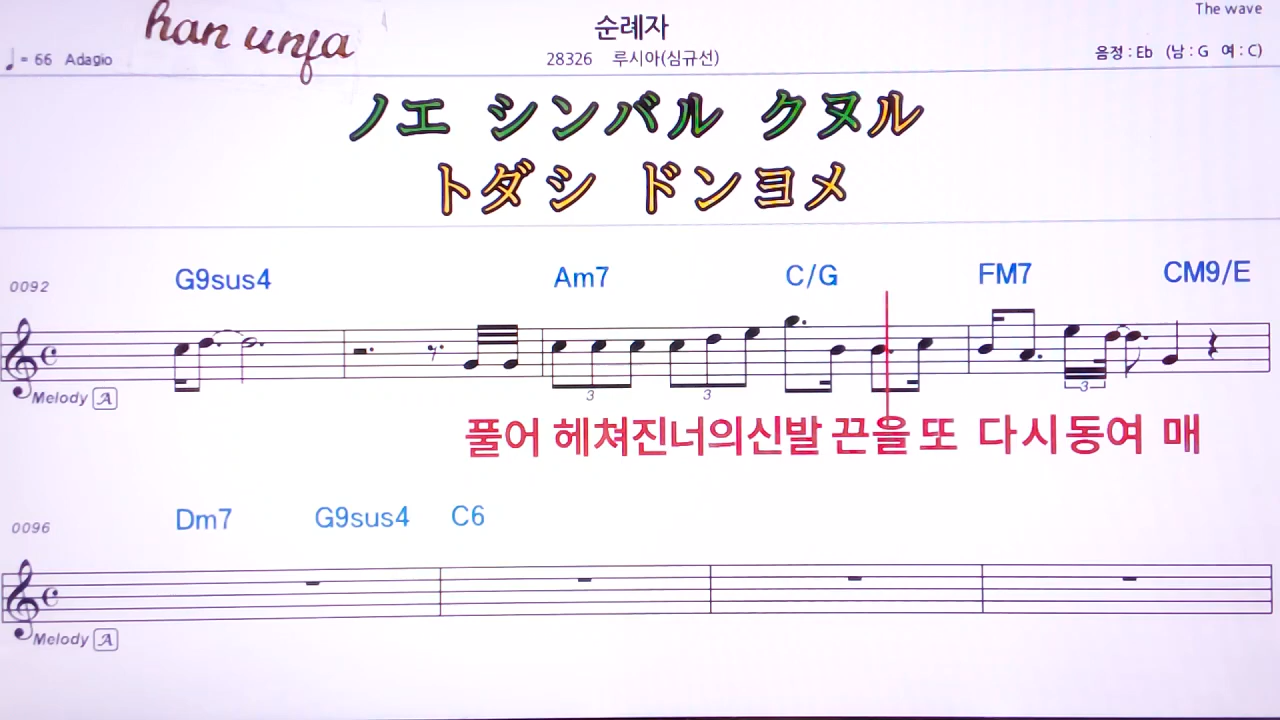 The wave
han unja
순례자
♩= 66 Adagio
28326 루시아(심규선)
음정 : Eb (남 : G 여 : C)
ノエ シンバル クヌル
トダシ ドンヨメ
0092 G9sus4 Am7 C/G FM7 CM9/E
3 3 3
Melody A
풀어 헤쳐진너의신발 끈을 또 다시동여 매
0096 Dm7 G9sus4 C6
Melody A